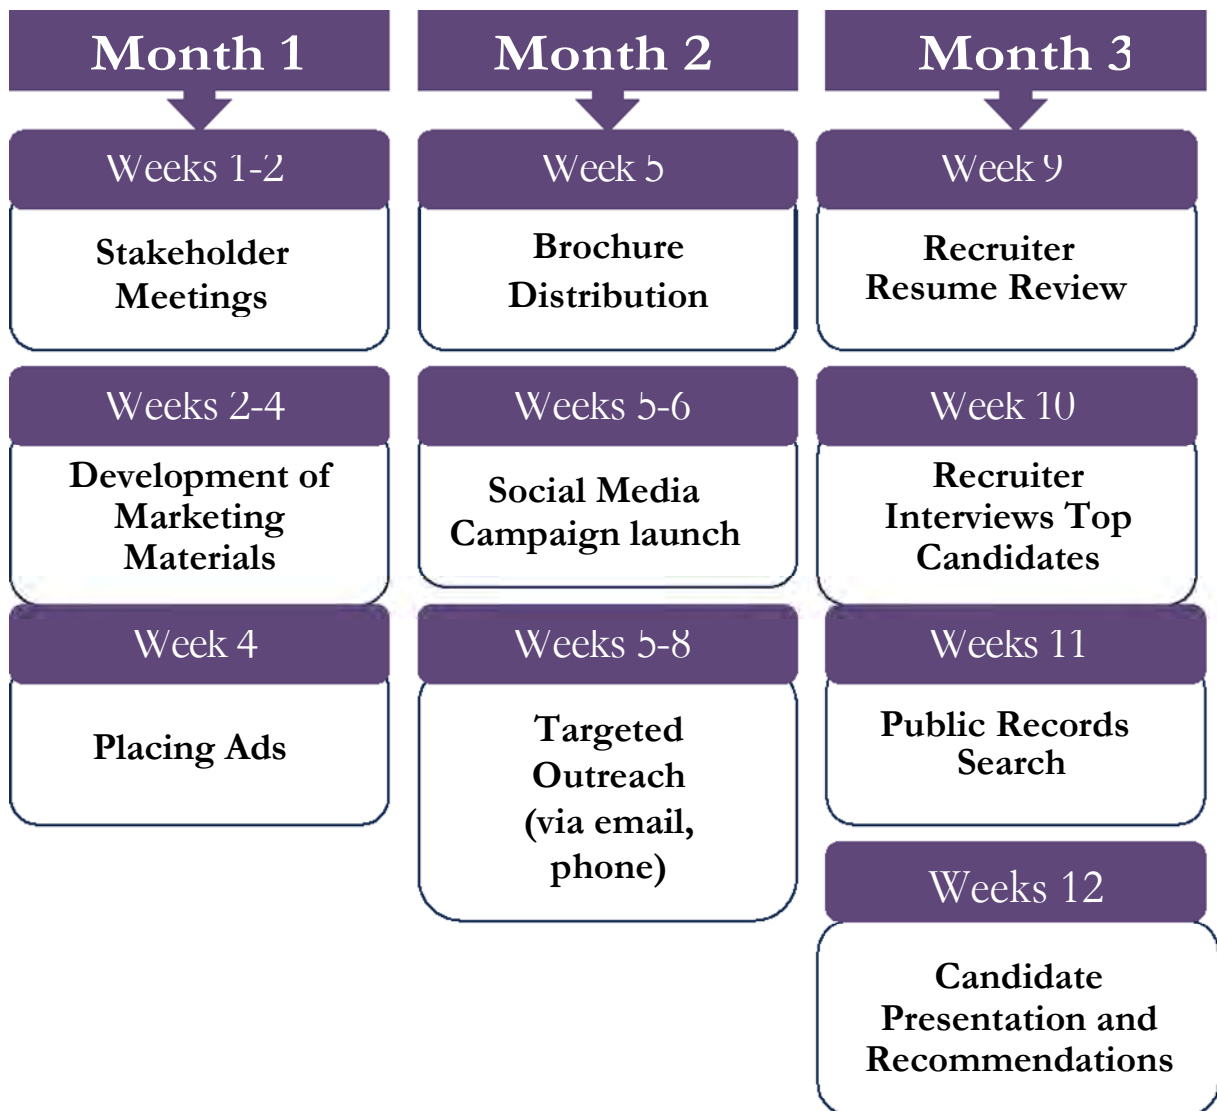 Month 1
Weeks 1-2
Stakeholder
Meetings
Weeks 2-4
Development of
Marketing
Materials
Week 4
Placing Ads
Month 2
Week 5
Brochure
Distribution
Weeks 5-6
Social Media
Campaign launch
Weeks 5-8
Targeted
Outreach
(via email,
phone)
Month 3
Week 9
Recruiter
Resume Review
Week 10
Recruiter
Interviews Top
Candidates
Weeks 11
Public Records
Search
Weeks 12
Candidate
Presentation and
Recommendations